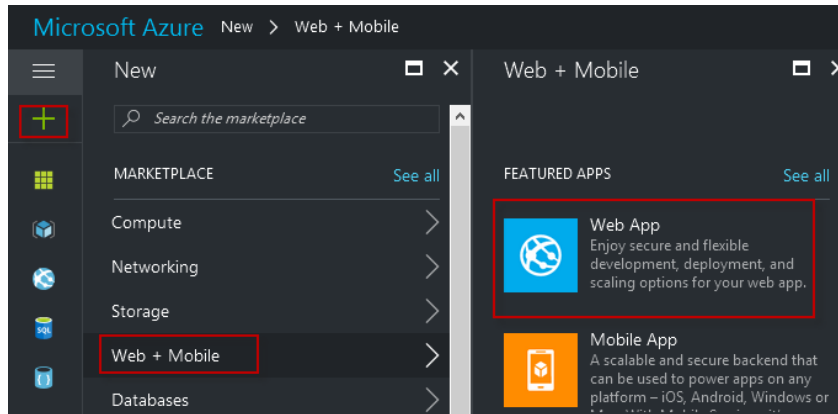 Microsoft Azure New > Web + Mobile
New
Search the marketplace
MARKETPLACE See all
Compute
Networking
Storage
Web + Mobile
Databases
SQL
Web + Mobile
FEATURED APPS See all
Web App
Enjoy secure and flexible
development, deployment, and
scaling options for your web app.
Mobile App
A scalable and secure backend that
can be used to power apps on any
platform – iOS, Android, Windows or